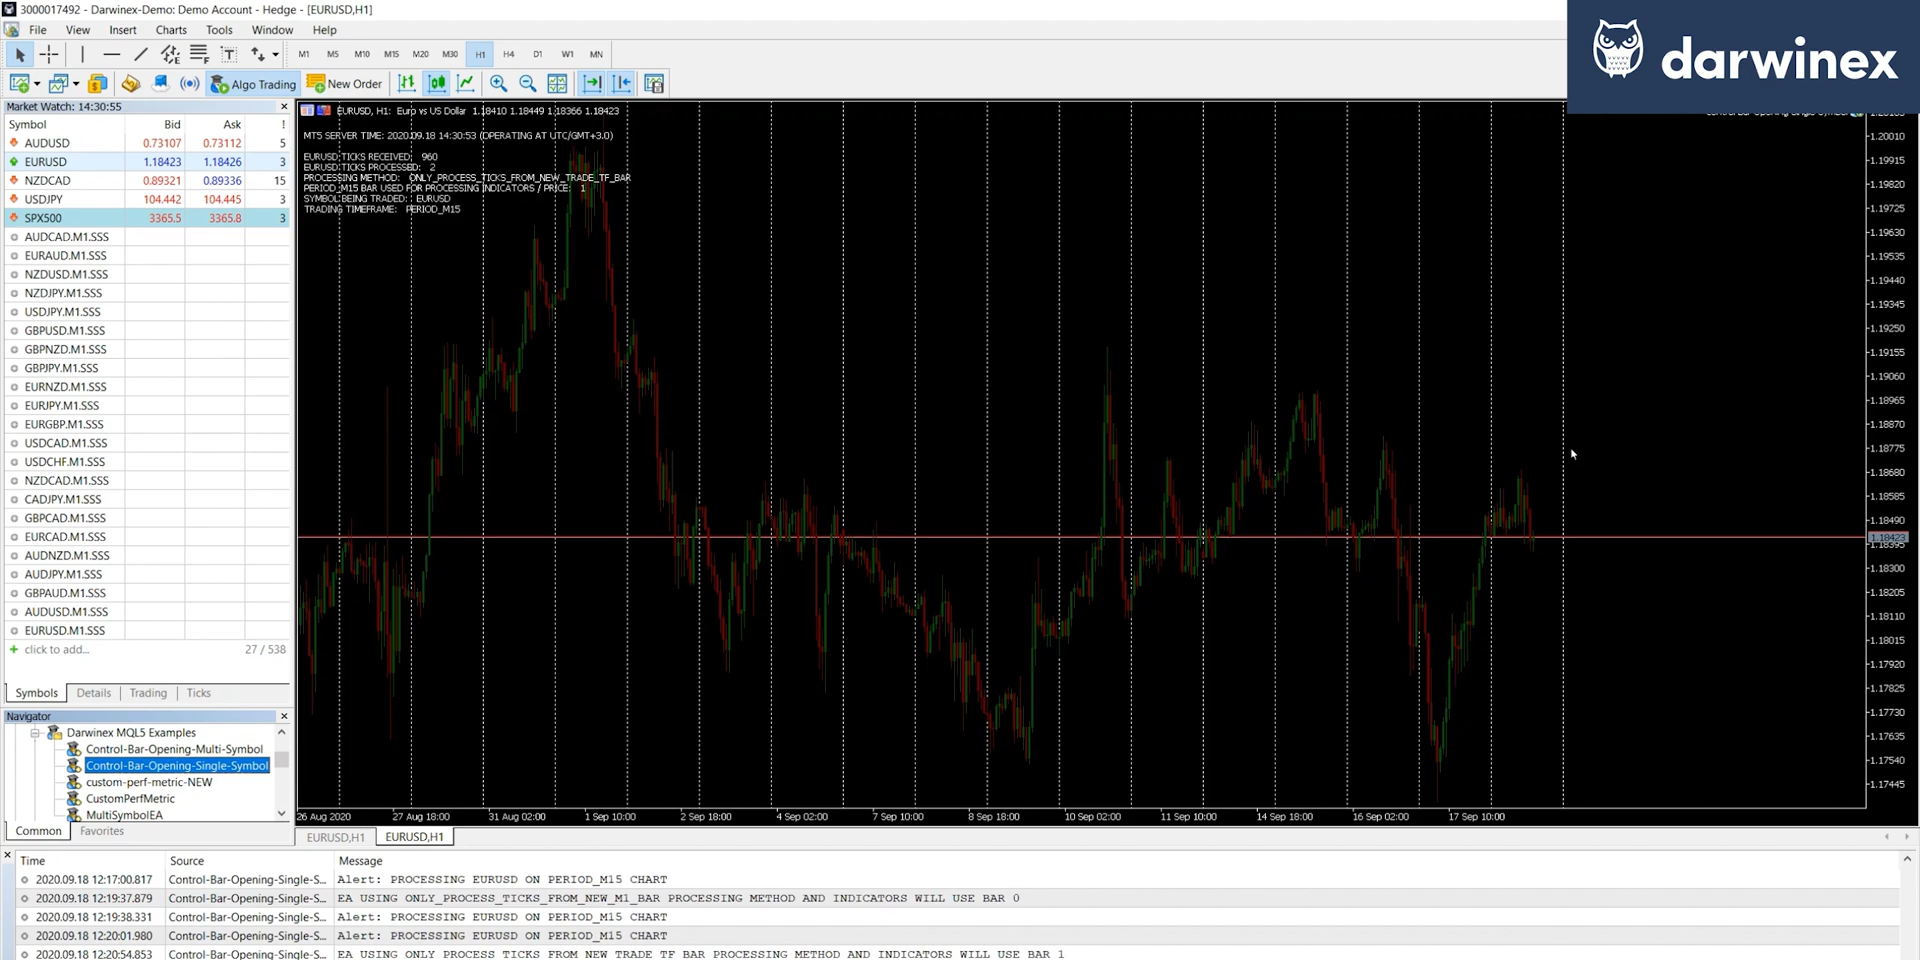 3000017492 - Darwinex-Demo: Demo Account - Hedge - [EURUSD,H1]
File View Insert Charts Tools Window Help
M1 M5 M10 M15 M20 M30 H1 H4 D1 W1 MN
Algo Trading New Order
darwinex
Market Watch: 14:30:55
Symbol Bid Ask !
AUDUSD 0.73107 0.73112 5
EURUSD 1.18423 1.18426 3
NZDCAD 0.89321 0.89336 15
USDJPY 104.442 104.445 3
SPX500 3365.5 3365.8 3
AUDCAD.M1.SSS
EURAUD.M1.SSS
NZDUSD.M1.SSS
NZDJPY.M1.SSS
USDJPY.M1.SSS
GBPUSD.M1.SSS
GBPNZD.M1.SSS
GBPJPY.M1.SSS
EURNZD.M1.SSS
EURJPY.M1.SSS
EURGBP.M1.SSS
USDCAD.M1.SSS
USDCHF.M1.SSS
NZDCAD.M1.SSS
CADJPY.M1.SSS
GBPCAD.M1.SSS
EURCAD.M1.SSS
AUDNZD.M1.SSS
AUDJPY.M1.SSS
GBPAUD.M1.SSS
AUDUSD.M1.SSS
EURUSD.M1.SSS
click to add... 27 / 538
Symbols Details Trading Ticks
Navigator
Darwinex MQL5 Examples
Control-Bar-Opening-Multi-Symbol
Control-Bar-Opening-Single-Symbol
custom-perf-metric-NEW
CustomPerfMetric
MultiSymbolEA
Common Favorites
EURUSD, H1: Euro vs US Dollar 1.18410 1.18449 1.18366 1.18423
MT5 SERVER TIME: 2020.09.18 14:30:53 (OPERATING AT UTC/GMT+3.0)
EURUSD TICKS RECEIVED: 960
EURUSD TICKS PROCESSED: 2
PROCESSING METHOD: ONLY_PROCESS_TICKS_FROM_NEW_TRADE_TF_BAR
PERIOD_M15 BAR USED FOR PROCESSING INDICATORS / PRICE: 1
SYMBOL BEING TRADED: EURUSD
TRADING TIMEFRAME: PERIOD_M15
1.20010
1.19915
1.19820
1.19725
1.19630
1.19535
1.19440
1.19345
1.19250
1.19155
1.19060
1.18965
1.18870
1.18775
1.18680
1.18585
1.18490
1.18423
1.18395
1.18300
1.18205
1.18110
1.18015
1.17920
1.17825
1.17730
1.17635
1.17540
1.17445
26 Aug 2020 27 Aug 18:00 31 Aug 02:00 1 Sep 10:00 2 Sep 18:00 4 Sep 02:00 7 Sep 10:00 8 Sep 18:00 10 Sep 02:00 11 Sep 10:00 14 Sep 18:00 16 Sep 02:00 17 Sep 10:00
EURUSD,H1 EURUSD,H1
Time Source Message
2020.09.18 12:17:00.817 Control-Bar-Opening-Single-S... Alert: PROCESSING EURUSD ON PERIOD_M15 CHART
2020.09.18 12:19:37.879 Control-Bar-Opening-Single-S... EA USING ONLY_PROCESS_TICKS_FROM_NEW_M1_BAR PROCESSING METHOD AND INDICATORS WILL USE BAR 0
2020.09.18 12:19:38.331 Control-Bar-Opening-Single-S... Alert: PROCESSING EURUSD ON PERIOD_M15 CHART
2020.09.18 12:20:01.980 Control-Bar-Opening-Single-S... Alert: PROCESSING EURUSD ON PERIOD_M15 CHART
2020.09.18 12:20:54.853 Control-Bar-Opening-Single-S... EA USING ONLY_PROCESS_TICKS_FROM_NEW_TRADE_TF_BAR PROCESSING METHOD AND INDICATORS WILL USE BAR 1